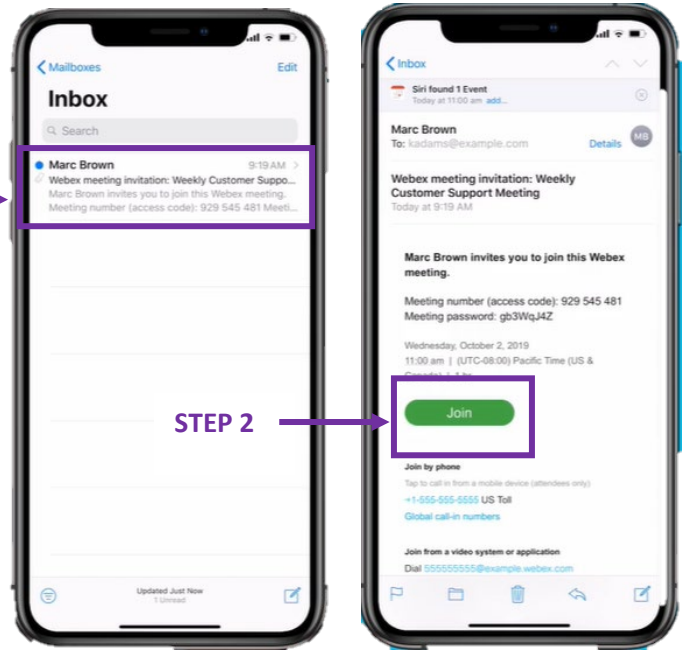 Mailboxes
Edit
Inbox
Search
Marc Brown 9:19 AM
Webex meeting invitation: Weekly Customer Suppo...
Marc Brown invites you to join this Webex meeting.
Meeting number (access code): 929 545 481 Meeti...
Updated Just Now
1 Unread
STEP 2
Inbox
Siri found 1 Event
Today at 11:00 am add...
Marc Brown
MB
To: kadams@example.com Details
Webex meeting invitation: Weekly
Customer Support Meeting
Today at 9:19 AM
Marc Brown invites you to join this Webex
meeting.
Meeting number (access code): 929 545 481
Meeting password: gb3WqJ4Z
Wednesday, October 2, 2019
11:00 am | (UTC-08:00) Pacific Time (US &
Canada) | 1 hr
Join
Join by phone
Tap to call in from a mobile device (attendees only)
+1-555-555-5555 US Toll
Global call-in numbers
Join from a video system or application
Dial 555555555@example.webex.com